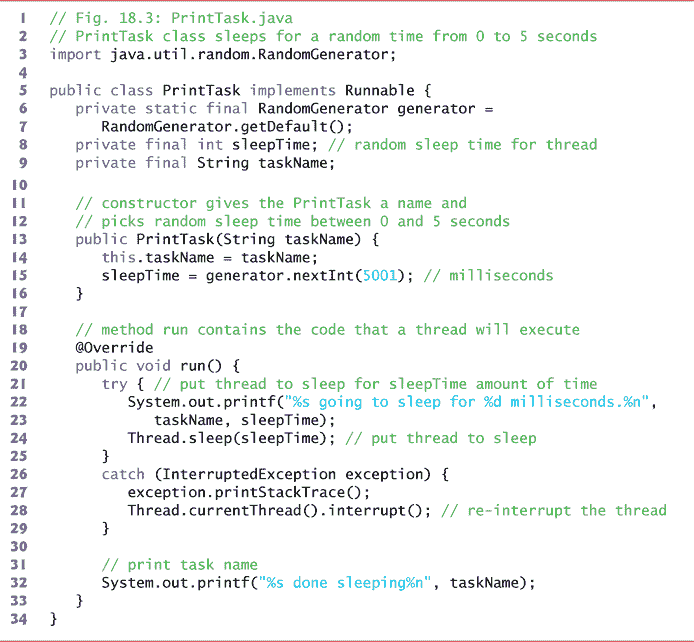 1 // Fig. 18.3: PrintTask.java
2 // PrintTask class sleeps for a random time from 0 to 5 seconds
3 import java.util.random.RandomGenerator;
4
5 public class PrintTask implements Runnable {
6 private static final RandomGenerator generator =
7 RandomGenerator.getDefault();
8 private final int sleepTime; // random sleep time for thread
9 private final String taskName;
10
11 // constructor gives the PrintTask a name and
12 // picks random sleep time between 0 and 5 seconds
13 public PrintTask(String taskName) {
14 this.taskName = taskName;
15 sleepTime = generator.nextInt(5001); // milliseconds
16 }
17
18 // method run contains the code that a thread will execute
19 @Override
20 public void run() {
21 try { // put thread to sleep for sleepTime amount of time
22 System.out.printf("%s going to sleep for %d milliseconds.%n",
23 taskName, sleepTime);
24 Thread.sleep(sleepTime); // put thread to sleep
25 }
26 catch (InterruptedException exception) {
27 exception.printStackTrace();
28 Thread.currentThread().interrupt(); // re-interrupt the thread
29 }
30
31 // print task name
32 System.out.printf("%s done sleeping%n", taskName);
33 }
34 }